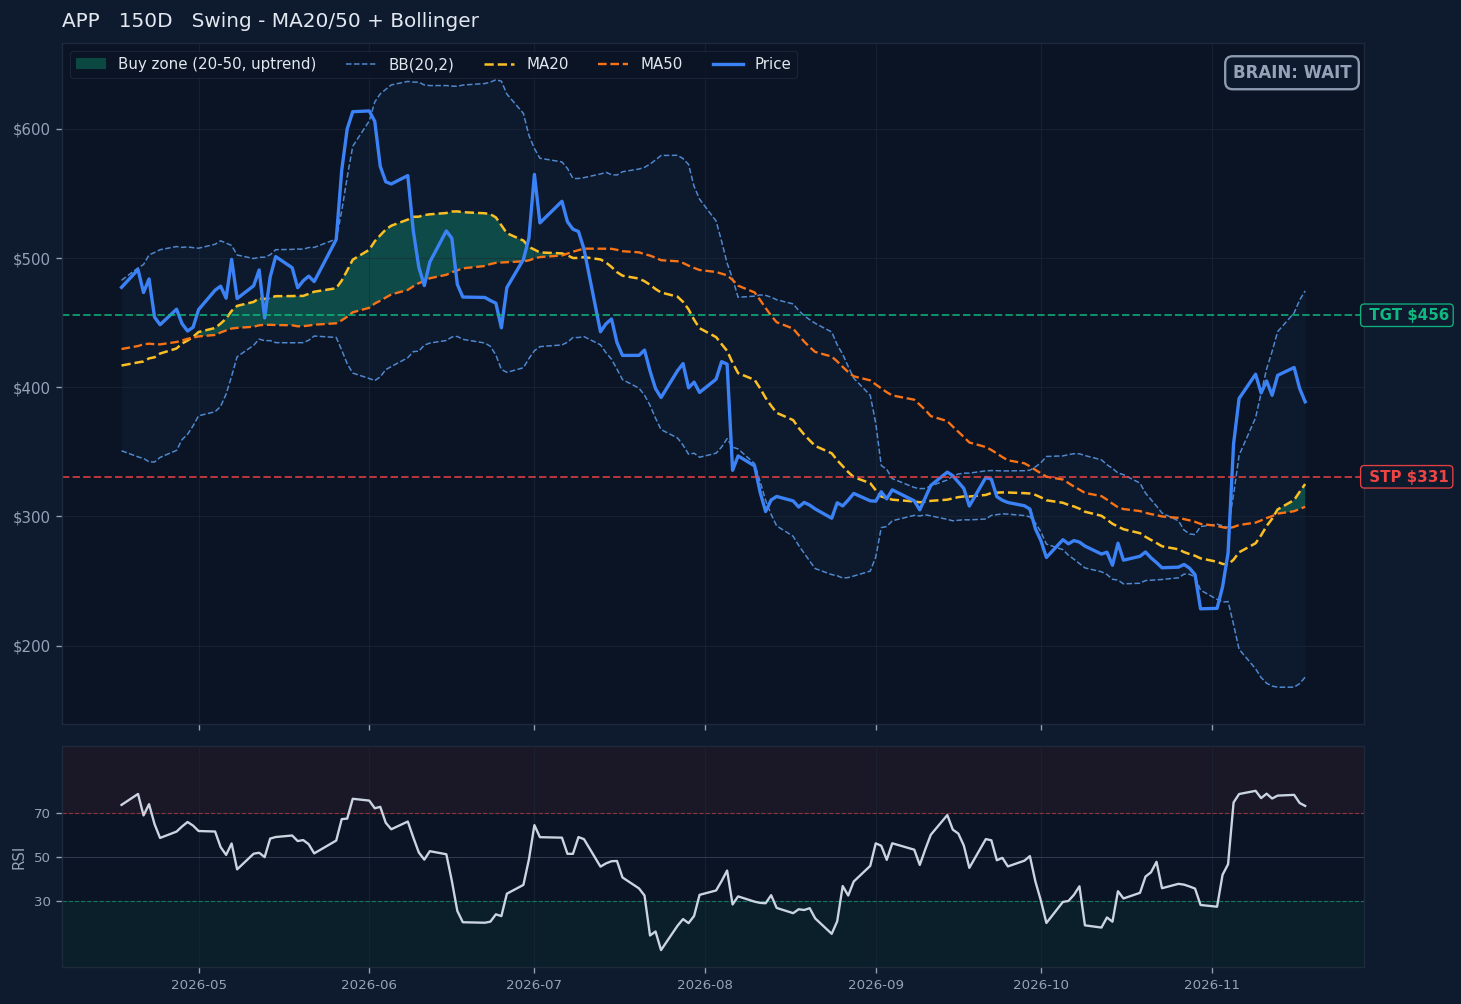 APP   150D   Swing - MA20/50 + Bollinger
Buy zone (20-50, uptrend)
BB(20,2)
MA20
MA50
Price
BRAIN: WAIT
$600
$500
TGT $456
$400
STP $331
$300
$200
70
50
30
RSI
2026-05
2026-06
2026-07
2026-08
2026-09
2026-10
2026-11